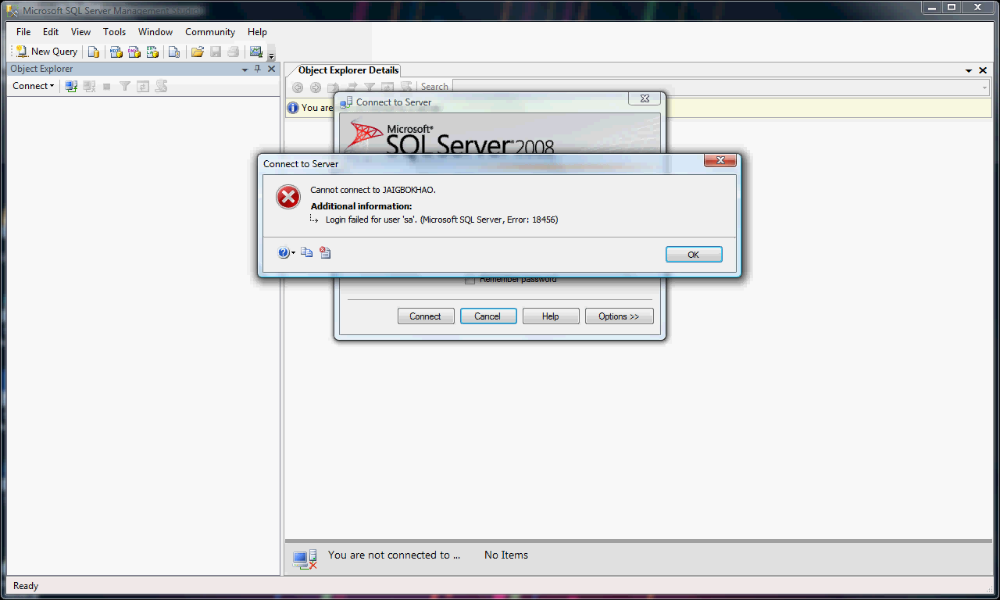 Microsoft SQL Server Management Studio
File Edit View Tools Window Community Help
New Query
Object Explorer
Connect
Object Explorer Details
Search
You are
Connect to Server
Microsoft®
SQL Server 2008
Connect to Server
Cannot connect to JAIGBOKHAO.
Additional information:
Login failed for user 'sa'. (Microsoft SQL Server, Error: 18456)
OK
Remember password
Connect Cancel Help Options >>
You are not connected to ... No Items
Ready